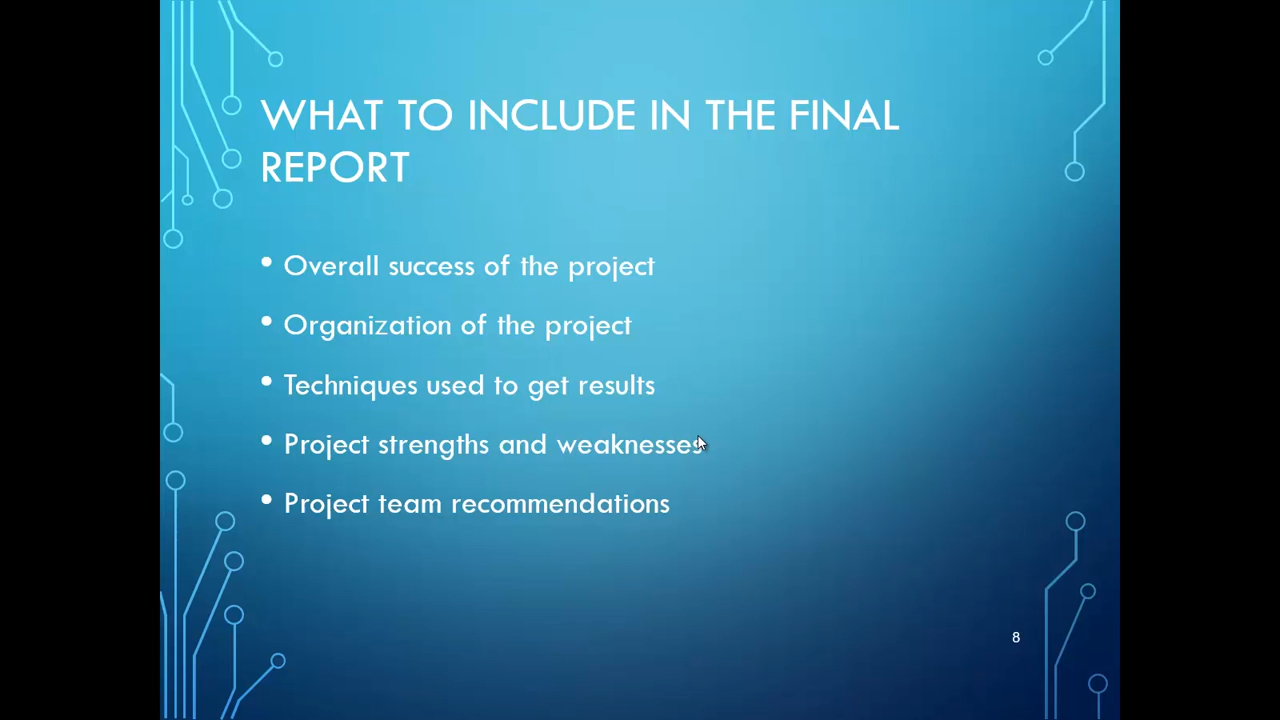 WHAT TO INCLUDE IN THE FINAL
REPORT
• Overall success of the project
• Organization of the project
• Techniques used to get results
• Project strengths and weaknesses
• Project team recommendations
8